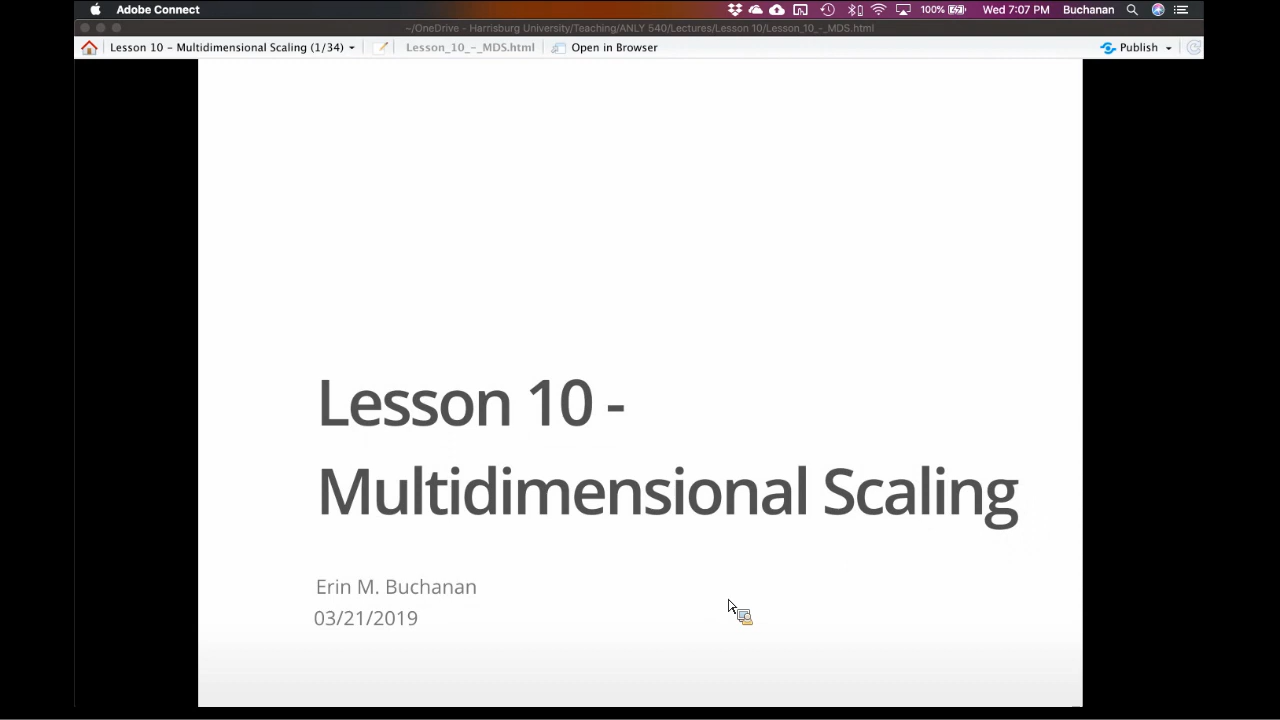 Adobe Connect
100%
Wed 7:07 PM
Buchanan
~/OneDrive - Harrisburg University/Teaching/ANLY 540/Lectures/Lesson 10/Lesson_10_-_MDS.html
Lesson 10 - Multidimensional Scaling (1/34)
Lesson_10_-_MDS.html
Open in Browser
Publish
Lesson 10 -
Multidimensional Scaling
Erin M. Buchanan
03/21/2019